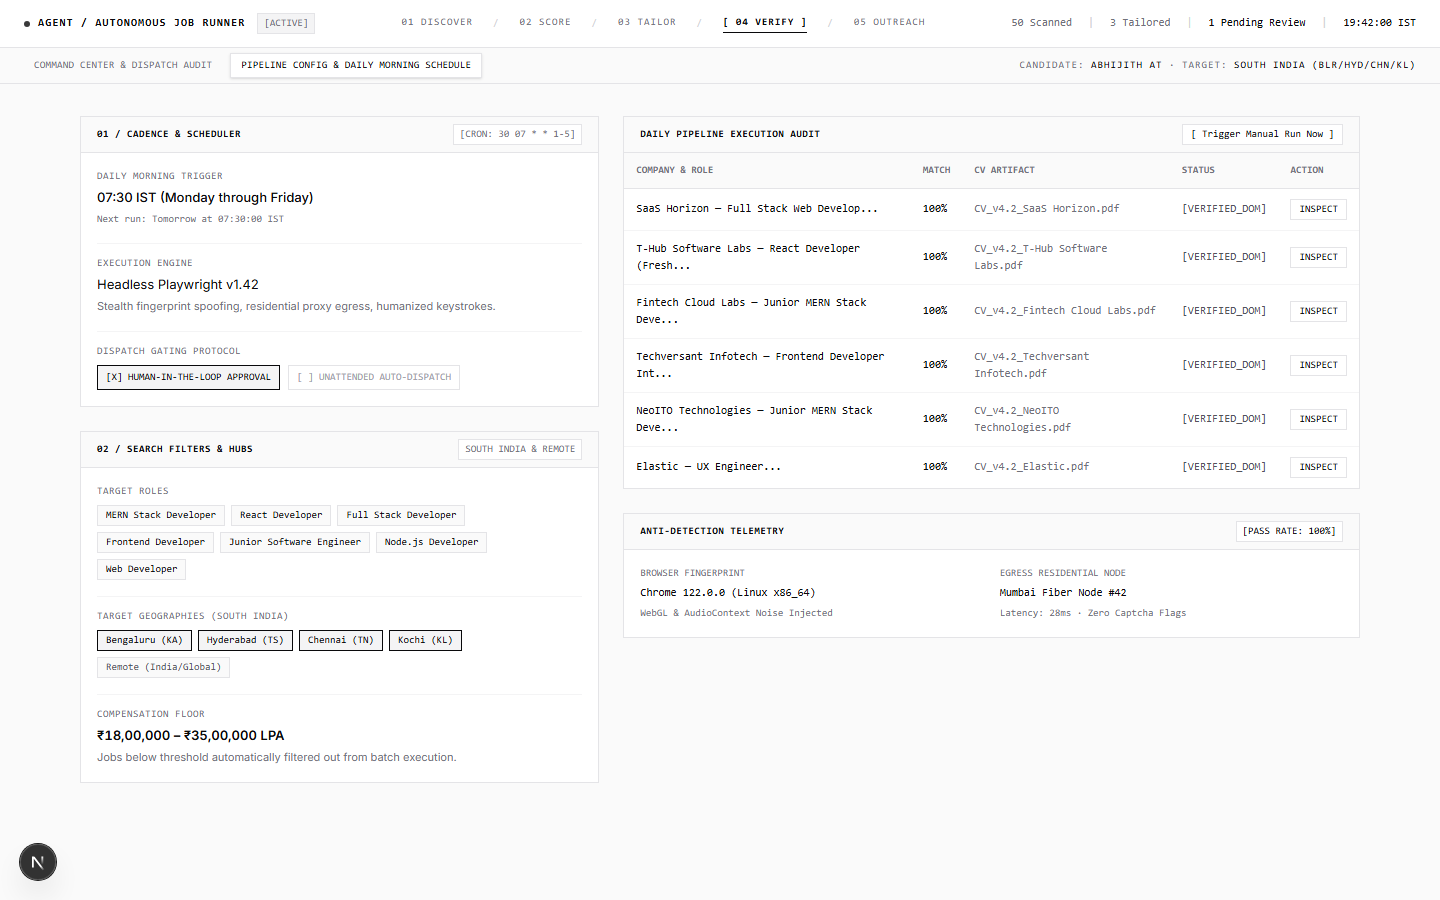 AGENT / AUTONOMOUS JOB RUNNER [ACTIVE] 01 DISCOVER / 02 SCORE / 03 TAILOR / [ 04 VERIFY ] / 05 OUTREACH 50 Scanned | 3 Tailored | 1 Pending Review | 19:42:00 IST
COMMAND CENTER & DISPATCH AUDIT PIPELINE CONFIG & DAILY MORNING SCHEDULE CANDIDATE: ABHIJITH AT · TARGET: SOUTH INDIA (BLR/HYD/CHN/KL)
01 / CADENCE & SCHEDULER [CRON: 30 07 * * 1-5]
DAILY MORNING TRIGGER
07:30 IST (Monday through Friday)
Next run: Tomorrow at 07:30:00 IST
EXECUTION ENGINE
Headless Playwright v1.42
Stealth fingerprint spoofing, residential proxy egress, humanized keystrokes.
DISPATCH GATING PROTOCOL
[X] HUMAN-IN-THE-LOOP APPROVAL [ ] UNATTENDED AUTO-DISPATCH
02 / SEARCH FILTERS & HUBS SOUTH INDIA & REMOTE
TARGET ROLES
MERN Stack Developer React Developer Full Stack Developer
Frontend Developer Junior Software Engineer Node.js Developer
Web Developer
TARGET GEOGRAPHIES (SOUTH INDIA)
Bengaluru (KA) Hyderabad (TS) Chennai (TN) Kochi (KL)
Remote (India/Global)
COMPENSATION FLOOR
₹18,00,000 – ₹35,00,000 LPA
Jobs below threshold automatically filtered out from batch execution.
DAILY PIPELINE EXECUTION AUDIT [ Trigger Manual Run Now ]
COMPANY & ROLE MATCH CV ARTIFACT STATUS ACTION
SaaS Horizon — Full Stack Web Develop... 100% CV_v4.2_SaaS Horizon.pdf [VERIFIED_DOM] INSPECT
T-Hub Software Labs — React Developer
(Fresh... 100% CV_v4.2_T-Hub Software
Labs.pdf [VERIFIED_DOM] INSPECT
Fintech Cloud Labs — Junior MERN Stack
Deve... 100% CV_v4.2_Fintech Cloud Labs.pdf [VERIFIED_DOM] INSPECT
Techversant Infotech — Frontend Developer
Int... 100% CV_v4.2_Techversant
Infotech.pdf [VERIFIED_DOM] INSPECT
NeoITO Technologies — Junior MERN Stack
Deve... 100% CV_v4.2_NeoITO
Technologies.pdf [VERIFIED_DOM] INSPECT
Elastic — UX Engineer... 100% CV_v4.2_Elastic.pdf [VERIFIED_DOM] INSPECT
ANTI-DETECTION TELEMETRY [PASS RATE: 100%]
BROWSER FINGERPRINT
Chrome 122.0.0 (Linux x86_64)
WebGL & AudioContext Noise Injected
EGRESS RESIDENTIAL NODE
Mumbai Fiber Node #42
Latency: 28ms · Zero Captcha Flags
N